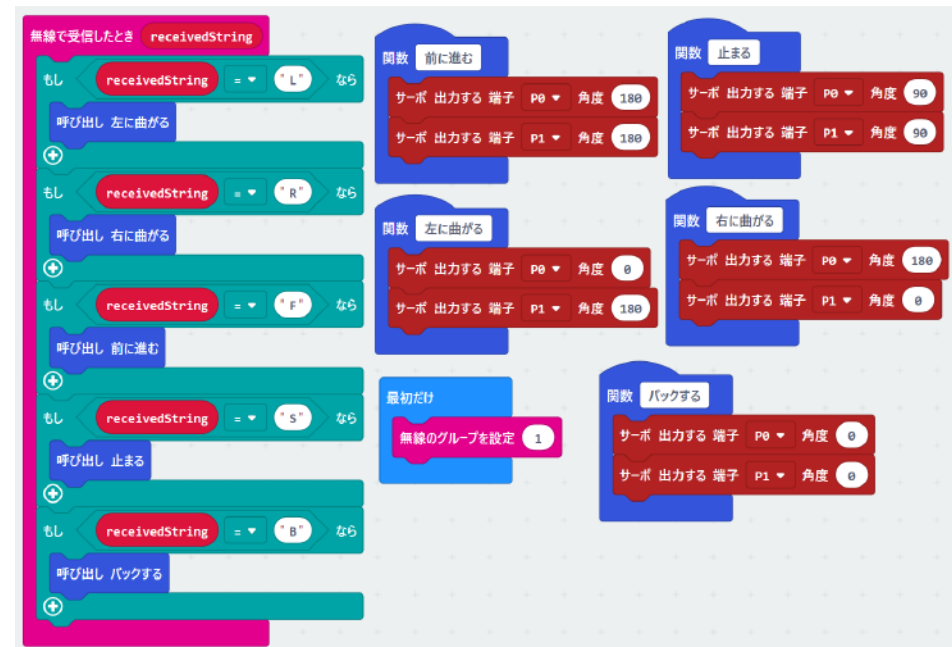 無線で受信したとき receivedString
もし receivedString = ▼ "L" なら
呼び出し 左に曲がる
もし receivedString = ▼ "R" なら
呼び出し 右に曲がる
もし receivedString = ▼ "F" なら
呼び出し 前に進む
もし receivedString = ▼ "S" なら
呼び出し 止まる
もし receivedString = ▼ "B" なら
呼び出し バックする
関数 前に進む
サーボ 出力する 端子 P0 ▼ 角度 180
サーボ 出力する 端子 P1 ▼ 角度 180
関数 止まる
サーボ 出力する 端子 P0 ▼ 角度 90
サーボ 出力する 端子 P1 ▼ 角度 90
関数 左に曲がる
サーボ 出力する 端子 P0 ▼ 角度 0
サーボ 出力する 端子 P1 ▼ 角度 180
関数 右に曲がる
サーボ 出力する 端子 P0 ▼ 角度 180
サーボ 出力する 端子 P1 ▼ 角度 0
最初だけ
無線のグループを設定 1
関数 バックする
サーボ 出力する 端子 P0 ▼ 角度 0
サーボ 出力する 端子 P1 ▼ 角度 0